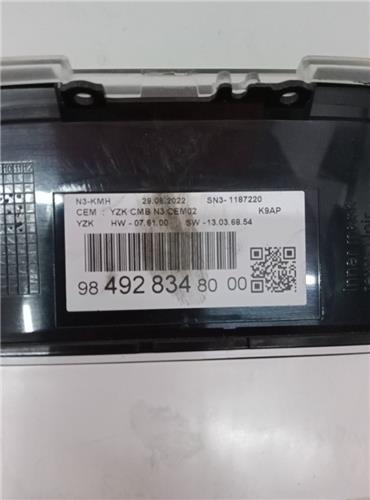 N3-KMH 29.08.2022 SN3-1187220
CEM : YZK CMB N3 CEM02 K9AP
YZK HW -07.61.00 SW -13.03.68.54
98 492 834 80 00